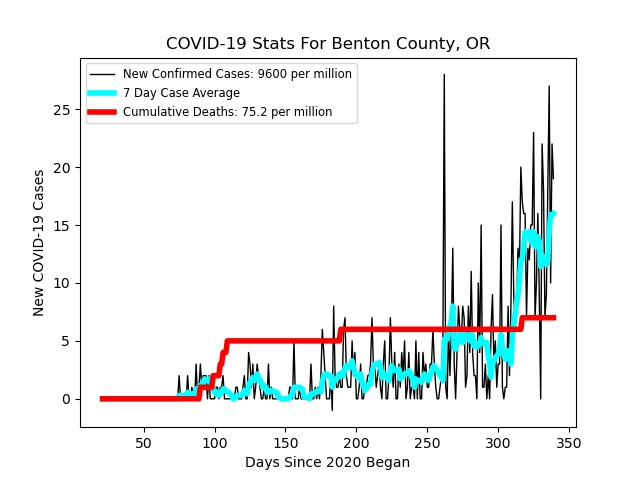 COVID-19 Stats For Benton County, OR
New Confirmed Cases: 9600 per million
7 Day Case Average
Cumulative Deaths: 75.2 per million
New COVID-19 Cases
25
20
15
10
5
0
50
100
150
200
250
300
350
Days Since 2020 Began